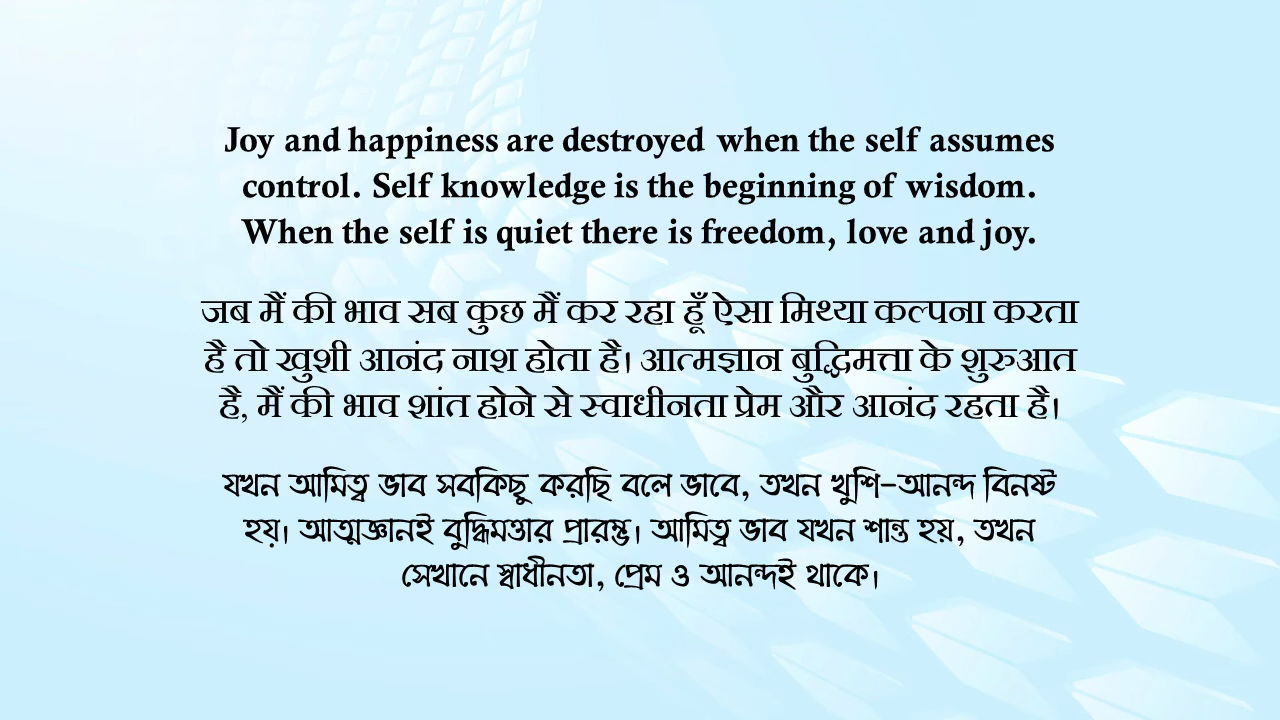 Joy and happiness are destroyed when the self assumes
control. Self knowledge is the beginning of wisdom.
When the self is quiet there is freedom, love and joy.
जब मैं की भाव सब कुछ मैं कर रहा हूँ ऐसा मिथ्या कल्पना करता
है तो खुशी आनंद नाश होता है। आत्मज्ञान बुद्धिमत्ता के शुरुआत
है, मैं की भाव शांत होने से स्वाधीनता प्रेम और आनंद रहता है।
যখন আমিত্ব ভাব সবকিছু করছি বলে ভাবে, তখন খুশি-আনন্দ বিনষ্ট
হয়। আত্মজ্ঞানই বুদ্ধিমত্তার প্রারম্ভ। আমিত্ব ভাব যখন শান্ত হয়, তখন
সেখানে স্বাধীনতা, প্রেম ও আনন্দই থাকে।